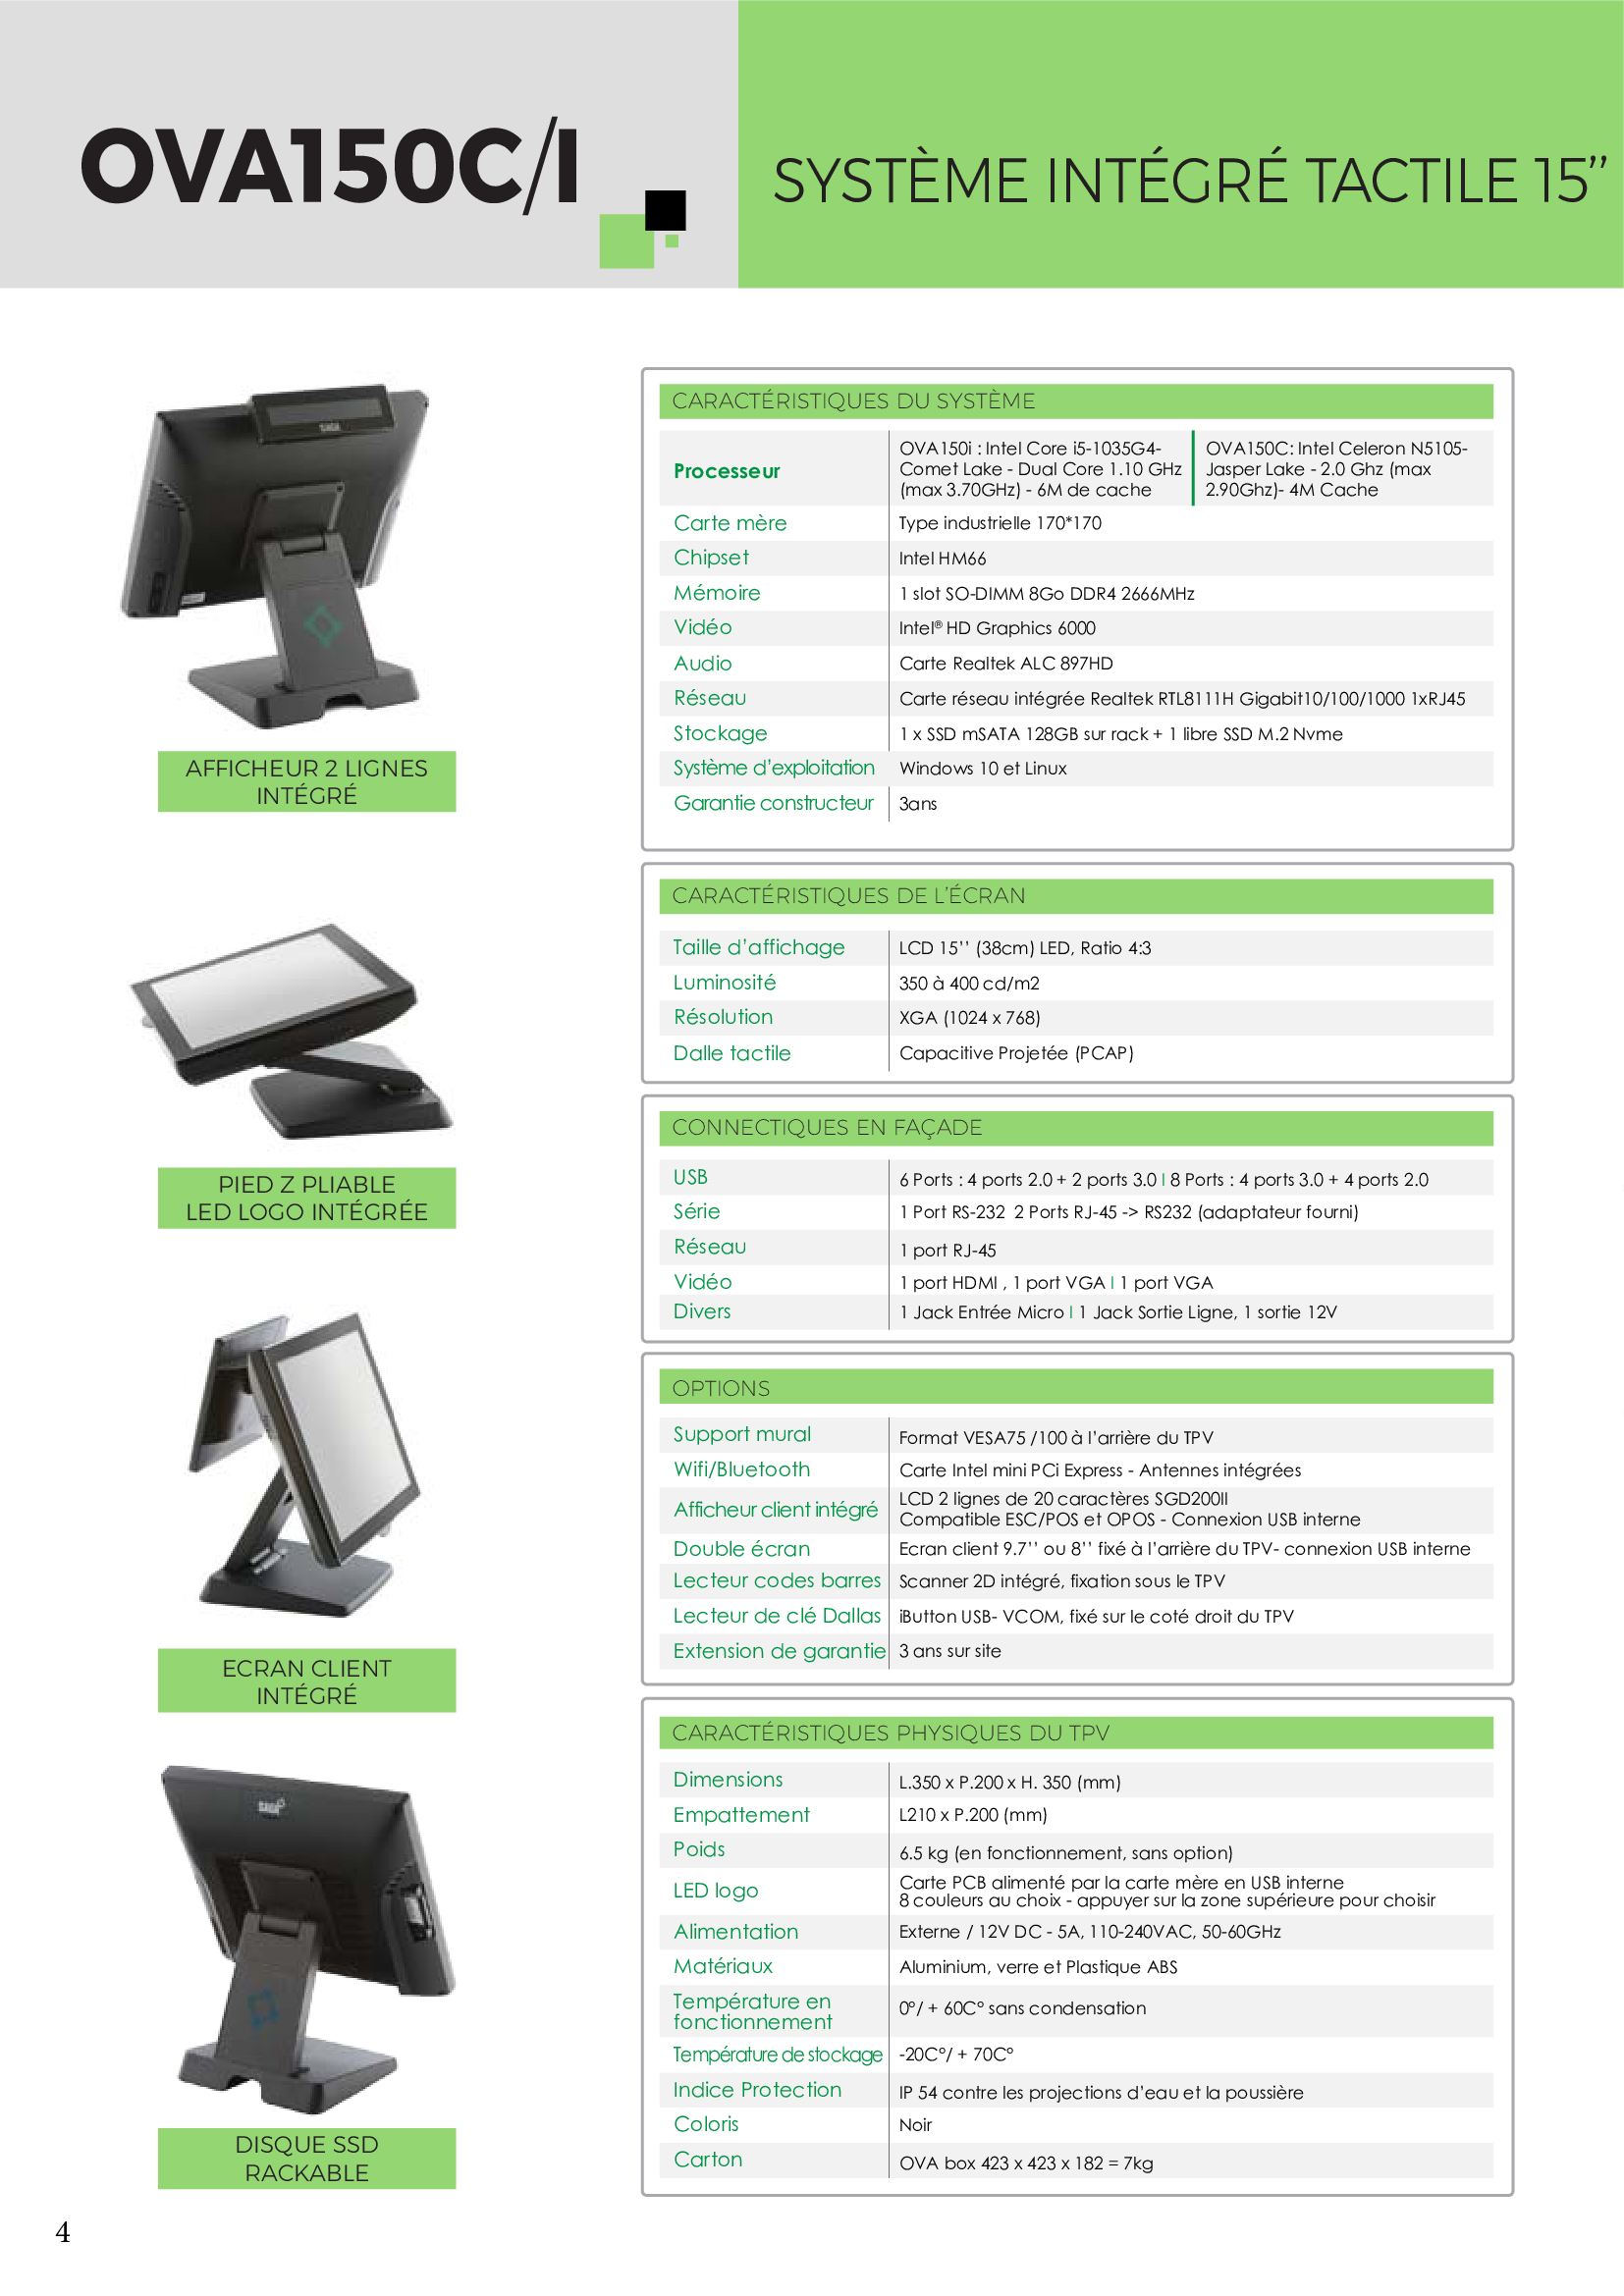 OVA150C/I
SYSTÈME INTÉGRÉ TACTILE 15’’
AFFICHEUR 2 LIGNES
INTÉGRÉ
PIED Z PLIABLE
LED LOGO INTÉGRÉE
ECRAN CLIENT
INTÉGRÉ
DISQUE SSD
RACKABLE
CARACTÉRISTIQUES DU SYSTÈME
Processeur
OVA150i : Intel Core i5-1035G4-
Comet Lake - Dual Core 1.10 GHz
(max 3.70GHz) - 6M de cache
OVA150C: Intel Celeron N5105-
Jasper Lake - 2.0 Ghz (max
2.90Ghz)- 4M Cache
Carte mère Type industrielle 170*170
Chipset Intel HM66
Mémoire 1 slot SO-DIMM 8Go DDR4 2666MHz
Vidéo Intel® HD Graphics 6000
Audio Carte Realtek ALC 897HD
Réseau Carte réseau intégrée Realtek RTL8111H Gigabit10/100/1000 1xRJ45
Stockage 1 x SSD mSATA 128GB sur rack + 1 libre SSD M.2 Nvme
Système d’exploitation Windows 10 et Linux
Garantie constructeur 3ans
CARACTÉRISTIQUES DE L’ÉCRAN
Taille d’affichage LCD 15’’ (38cm) LED, Ratio 4:3
Luminosité 350 à 400 cd/m2
Résolution XGA (1024 x 768)
Dalle tactile Capacitive Projetée (PCAP)
CONNECTIQUES EN FAÇADE
USB 6 Ports : 4 ports 2.0 + 2 ports 3.0 | 8 Ports : 4 ports 3.0 + 4 ports 2.0
Série 1 Port RS-232 2 Ports RJ-45 -> RS232 (adaptateur fourni)
Réseau 1 port RJ-45
Vidéo 1 port HDMI , 1 port VGA | 1 port VGA
Divers 1 Jack Entrée Micro | 1 Jack Sortie Ligne, 1 sortie 12V
OPTIONS
Support mural Format VESA75 /100 à l’arrière du TPV
Wifi/Bluetooth Carte Intel mini PCi Express - Antennes intégrées
Afficheur client intégré LCD 2 lignes de 20 caractères SGD200II
Compatible ESC/POS et OPOS - Connexion USB interne
Double écran Ecran client 9.7’’ ou 8’’ fixé à l’arrière du TPV- connexion USB interne
Lecteur codes barres Scanner 2D intégré, fixation sous le TPV
Lecteur de clé Dallas iButton USB- VCOM, fixé sur le coté droit du TPV
Extension de garantie 3 ans sur site
CARACTÉRISTIQUES PHYSIQUES DU TPV
Dimensions L.350 x P.200 x H. 350 (mm)
Empattement L210 x P.200 (mm)
Poids 6.5 kg (en fonctionnement, sans option)
LED logo Carte PCB alimenté par la carte mère en USB interne
8 couleurs au choix - appuyer sur la zone supérieure pour choisir
Alimentation Externe / 12V DC - 5A, 110-240VAC, 50-60GHz
Matériaux Aluminium, verre et Plastique ABS
Température en
fonctionnement 0°/ + 60C° sans condensation
Température de stockage -20C°/ + 70C°
Indice Protection IP 54 contre les projections d’eau et la poussière
Coloris Noir
Carton OVA box 423 x 423 x 182 = 7kg
4